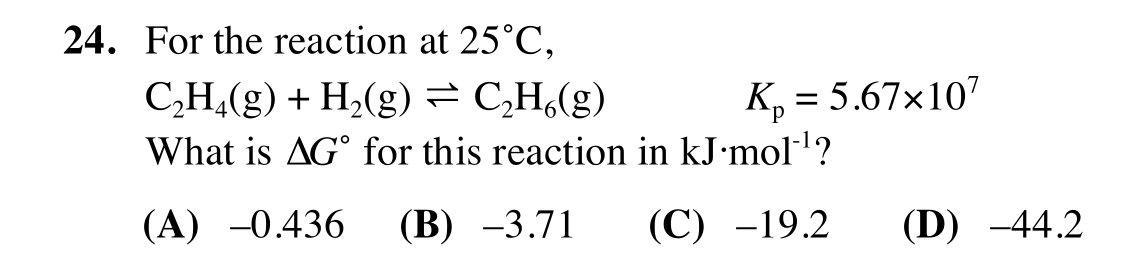 24. For the reaction at 25˚C,
C₂H₄(g) + H₂(g) ⇌ C₂H₆(g) Kₚ = 5.67×10⁷
What is ΔG° for this reaction in kJ·mol⁻¹?
(A) –0.436 (B) –3.71 (C) –19.2 (D) –44.2